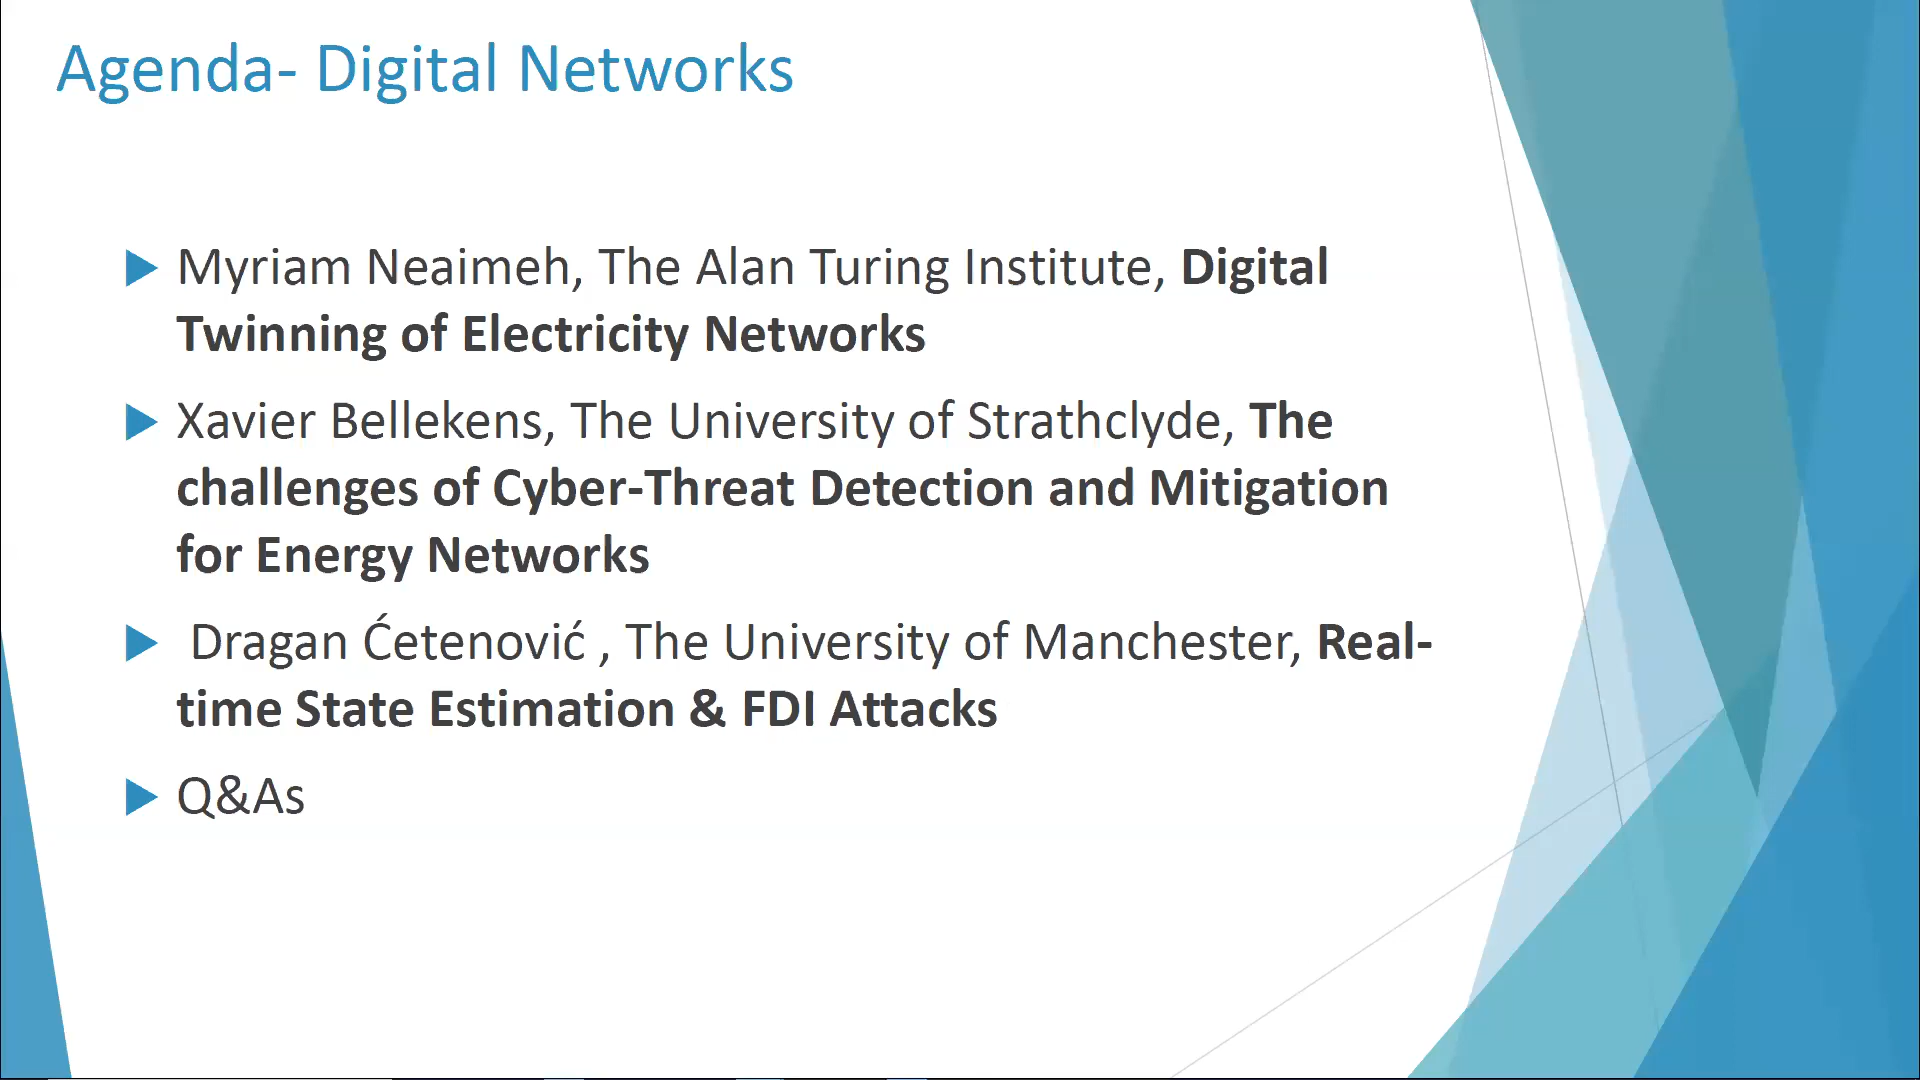 Agenda- Digital Networks
Myriam Neaimeh, The Alan Turing Institute, Digital
Twinning of Electricity Networks
Xavier Bellekens, The University of Strathclyde, The
challenges of Cyber-Threat Detection and Mitigation
for Energy Networks
Dragan Ćetenović , The University of Manchester, Real-
time State Estimation & FDI Attacks
Q&As